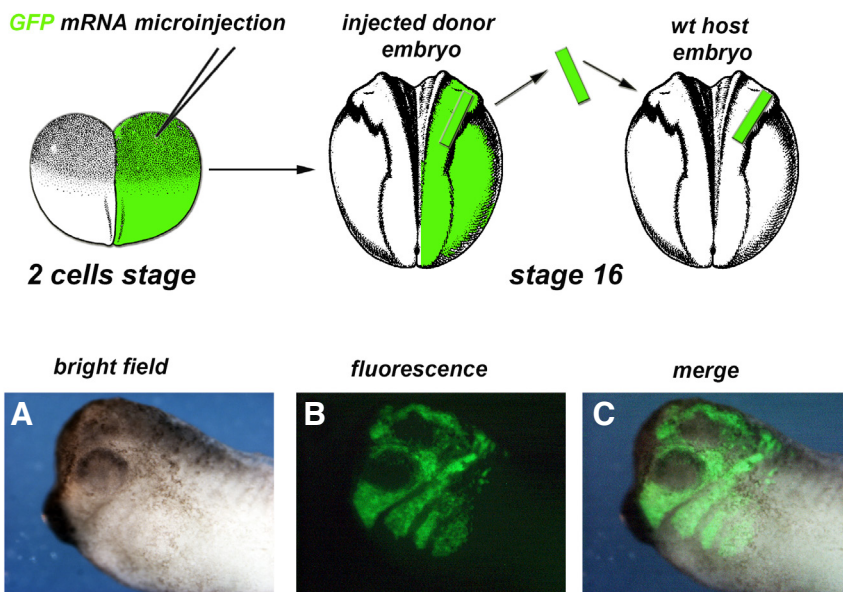 GFP mRNA microinjection
injected donor
embryo
wt host
embryo
2 cells stage
stage 16
bright field
fluorescence
merge
A
B
C